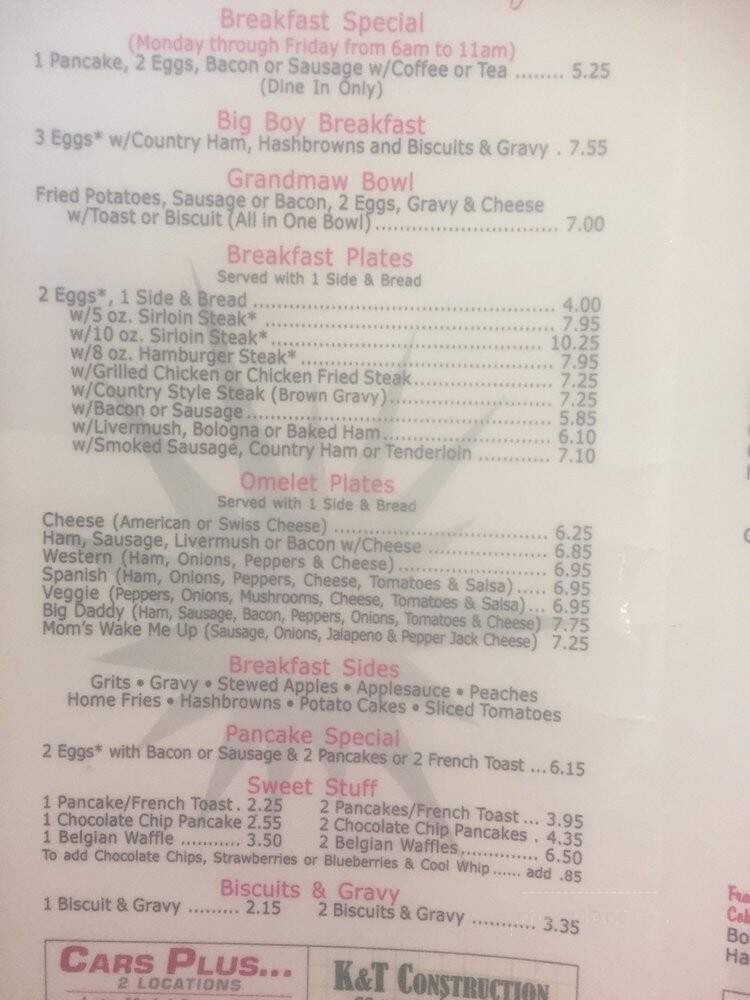 Breakfast Special
(Monday through Friday from 6am to 11am)
1 Pancake, 2 Eggs, Bacon or Sausage w/Coffee or Tea ........ 5.25
(Dine In Only)
Big Boy Breakfast
3 Eggs* w/Country Ham, Hashbrowns and Biscuits & Gravy . 7.55
Grandmaw Bowl
Fried Potatoes, Sausage or Bacon, 2 Eggs, Gravy & Cheese
w/Toast or Biscuit (All in One Bowl) .............................. 7.00
Breakfast Plates
Served with 1 Side & Bread
2 Eggs*, 1 Side & Bread .................................................. 4.00
w/5 oz. Sirloin Steak* ................................................ 7.95
w/10 oz. Sirloin Steak* ............................................. 10.25
w/8 oz. Hamburger Steak* .......................................... 7.95
w/Grilled Chicken or Chicken Fried Steak....................... 7.25
w/Country Style Steak (Brown Gravy)........................... 7.25
w/Bacon or Sausage ................................................... 5.85
w/Livermush, Bologna or Baked Ham............................ 6.10
w/Smoked Sausage, Country Ham or Tenderloin ............ 7.10
Omelet Plates
Served with 1 Side & Bread
Cheese (American or Swiss Cheese) ................................... 6.25
Ham, Sausage, Livermush or Bacon w/Cheese .................... 6.85
Western (Ham, Onions, Peppers & Cheese)......................... 6.95
Spanish (Ham, Onions, Peppers, Cheese, Tomatoes & Salsa)..... 6.95
Veggie (Peppers, Onions, Mushrooms, Cheese, Tomatoes & Salsa)... 6.95
Big Daddy (Ham, Sausage, Bacon, Peppers, Onions, Tomatoes & Cheese) 7.75
Mom's Wake Me Up (Sausage, Onions, Jalapeno & Pepper Jack Cheese) 7.25
Breakfast Sides
Grits • Gravy • Stewed Apples • Applesauce • Peaches
Home Fries • Hashbrowns • Potato Cakes • Sliced Tomatoes
Pancake Special
2 Eggs* with Bacon or Sausage & 2 Pancakes or 2 French Toast ... 6.15
Sweet Stuff
1 Pancake/French Toast . 2.25 2 Pancakes/French Toast ... 3.95
1 Chocolate Chip Pancake 2.55 2 Chocolate Chip Pancakes . 4.35
1 Belgian Waffle ........... 3.50 2 Belgian Waffles.............. 6.50
To add Chocolate Chips, Strawberries or Blueberries & Cool Whip ...... add .85
Biscuits & Gravy
1 Biscuit & Gravy ......... 2.15 2 Biscuits & Gravy ........... 3.35
CARS PLUS...
2 LOCATIONS
K&T CONSTRUCTION
Bo
Ha